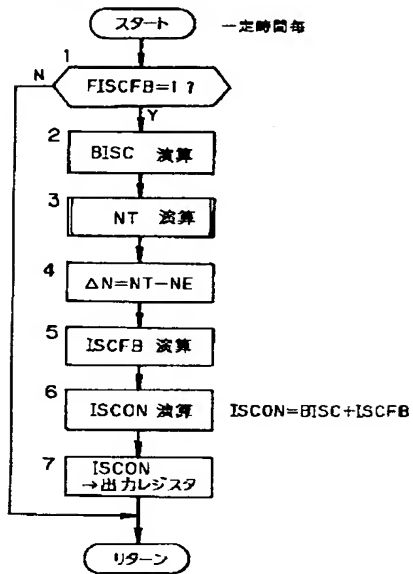 スタート
一定時間毎
1
N
FISCFB=1?
Y
2
BISC 演算
3
NT 演算
4
ΔN=NT-NE
5
ISCFB 演算
6
ISCON 演算
ISCON=BISC+ISCFB
7
ISCON
→出力レジスタ
リターン